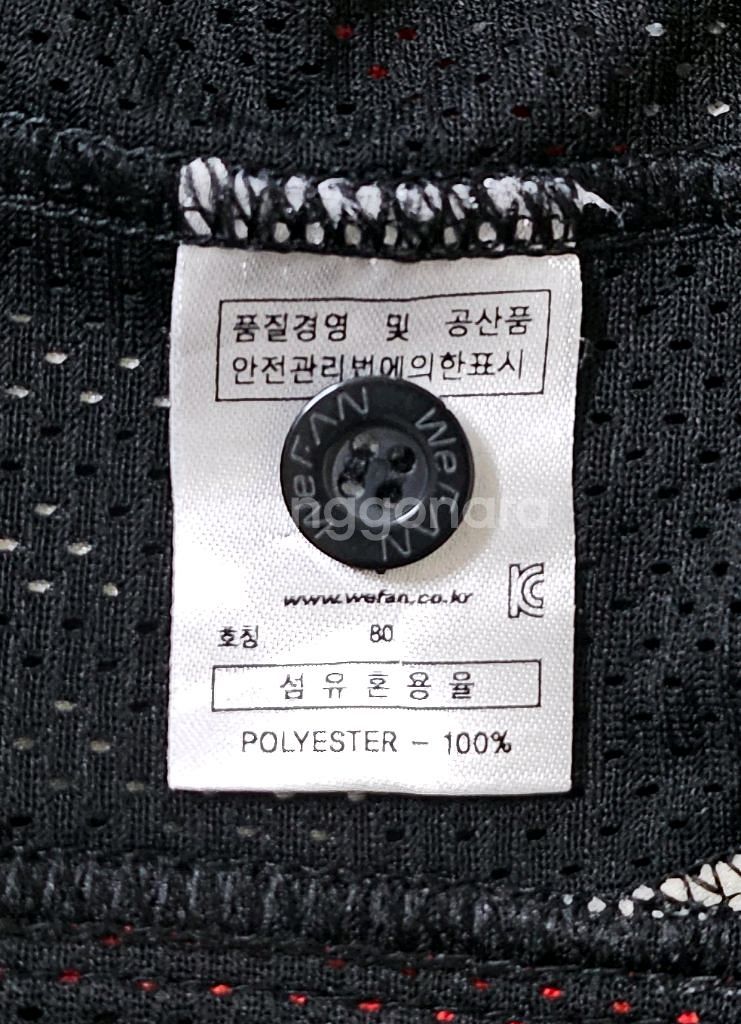 품질경영 및 공산품
안전관리법에의한표시
WeFAN WeFAN
www.wefan.co.kr
호칭 80
섬유혼용율
POLYESTER - 100%